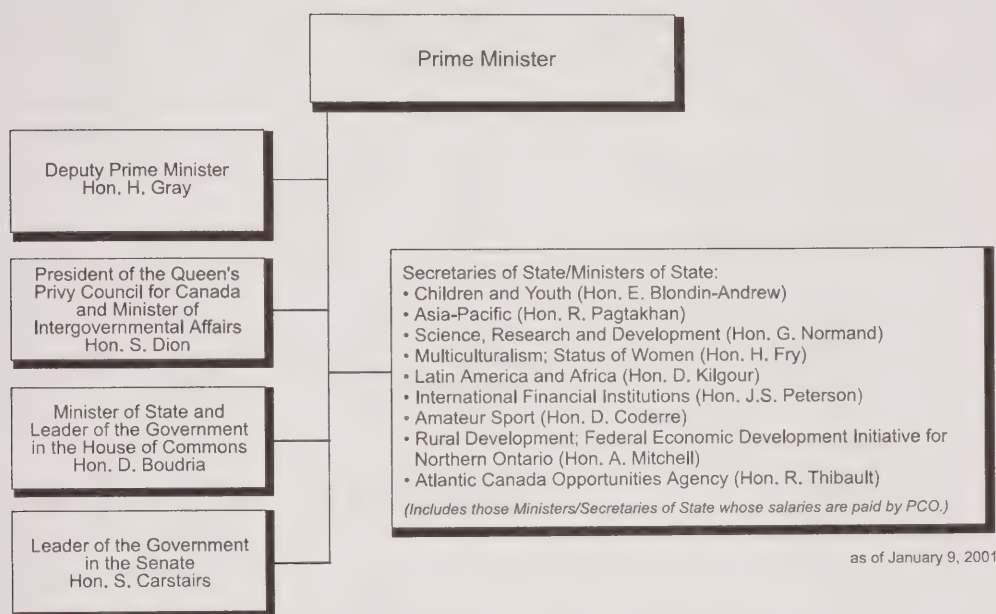 Prime Minister
Deputy Prime Minister
Hon. H. Gray
President of the Queen's
Privy Council for Canada
and Minister of
Intergovernmental Affairs
Hon. S. Dion
Minister of State and
Leader of the Government
in the House of Commons
Hon. D. Boudria
Leader of the Government
in the Senate
Hon. S. Carstairs
Secretaries of State/Ministers of State:
• Children and Youth (Hon. E. Blondin-Andrew)
• Asia-Pacific (Hon. R. Pagtakhan)
• Science, Research and Development (Hon. G. Normand)
• Multiculturalism; Status of Women (Hon. H. Fry)
• Latin America and Africa (Hon. D. Kilgour)
• International Financial Institutions (Hon. J.S. Peterson)
• Amateur Sport (Hon. D. Coderre)
• Rural Development; Federal Economic Development Initiative for
Northern Ontario (Hon. A. Mitchell)
• Atlantic Canada Opportunities Agency (Hon. R. Thibault)
(Includes those Ministers/Secretaries of State whose salaries are paid by PCO.)
as of January 9, 2001